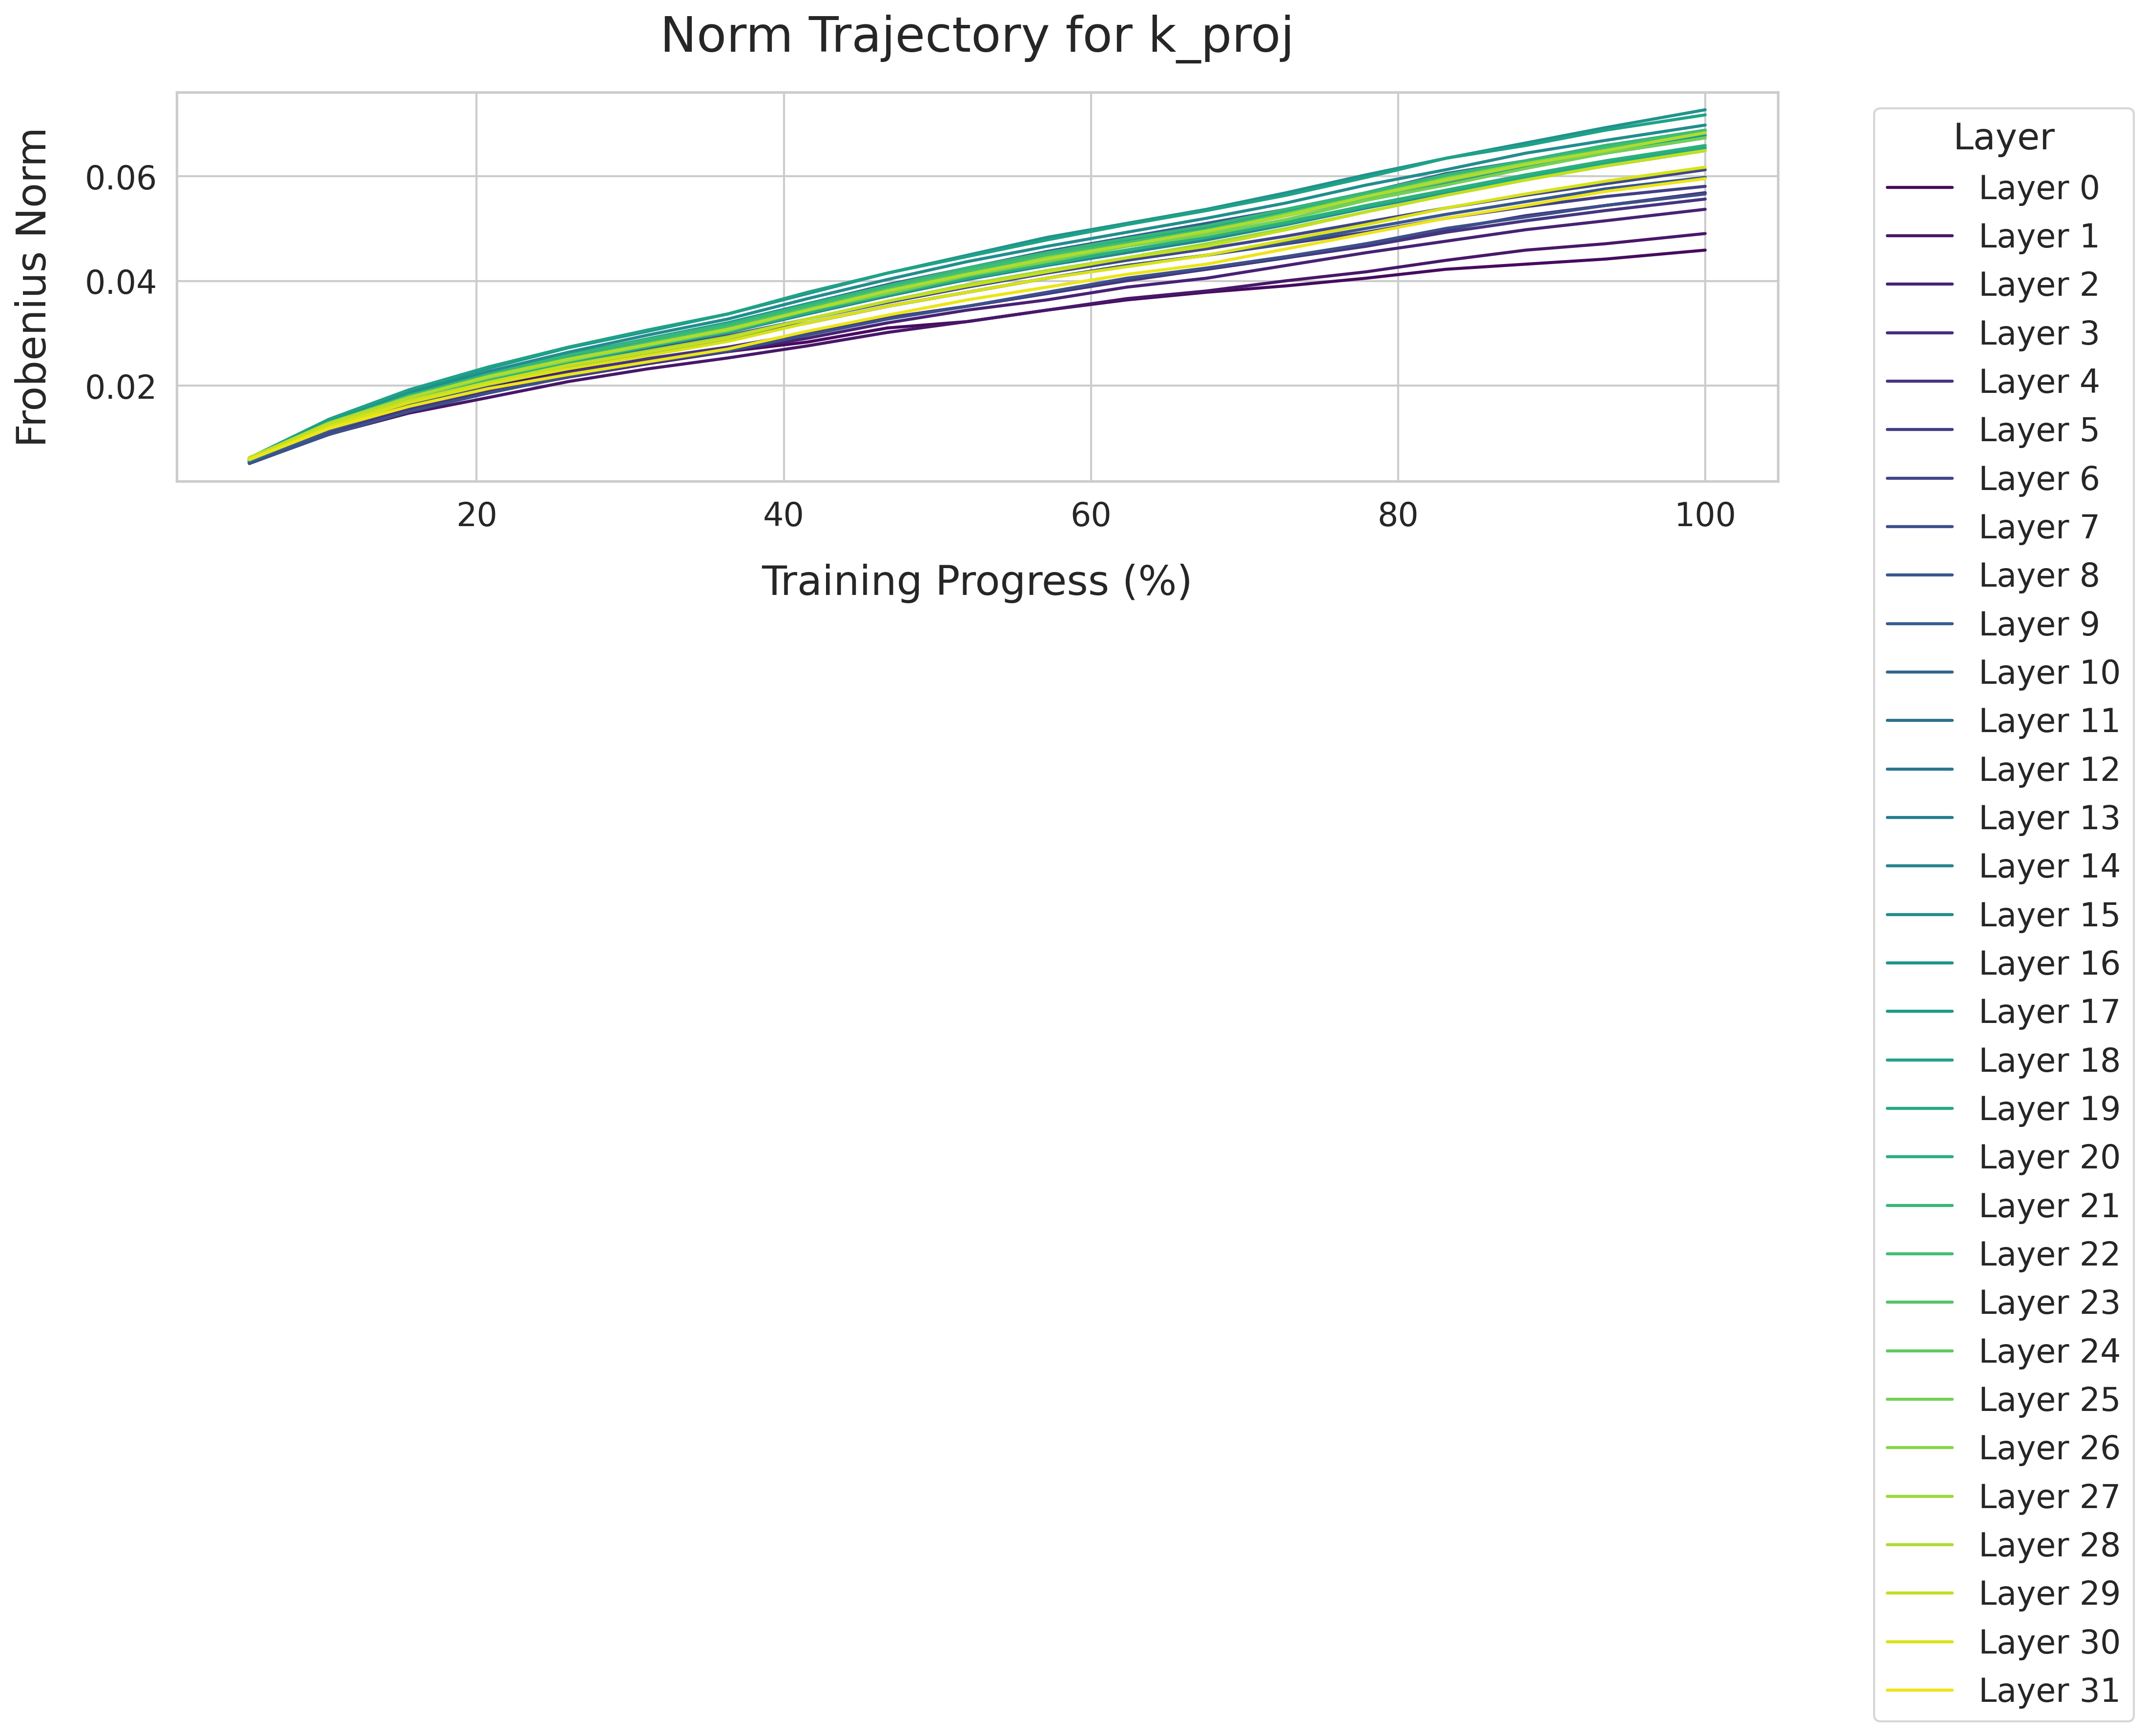 Norm Trajectory for k_proj
Frobenius Norm
0.06
0.04
0.02
20 40 60 80 100
Training Progress (%)
Layer
Layer 0
Layer 1
Layer 2
Layer 3
Layer 4
Layer 5
Layer 6
Layer 7
Layer 8
Layer 9
Layer 10
Layer 11
Layer 12
Layer 13
Layer 14
Layer 15
Layer 16
Layer 17
Layer 18
Layer 19
Layer 20
Layer 21
Layer 22
Layer 23
Layer 24
Layer 25
Layer 26
Layer 27
Layer 28
Layer 29
Layer 30
Layer 31